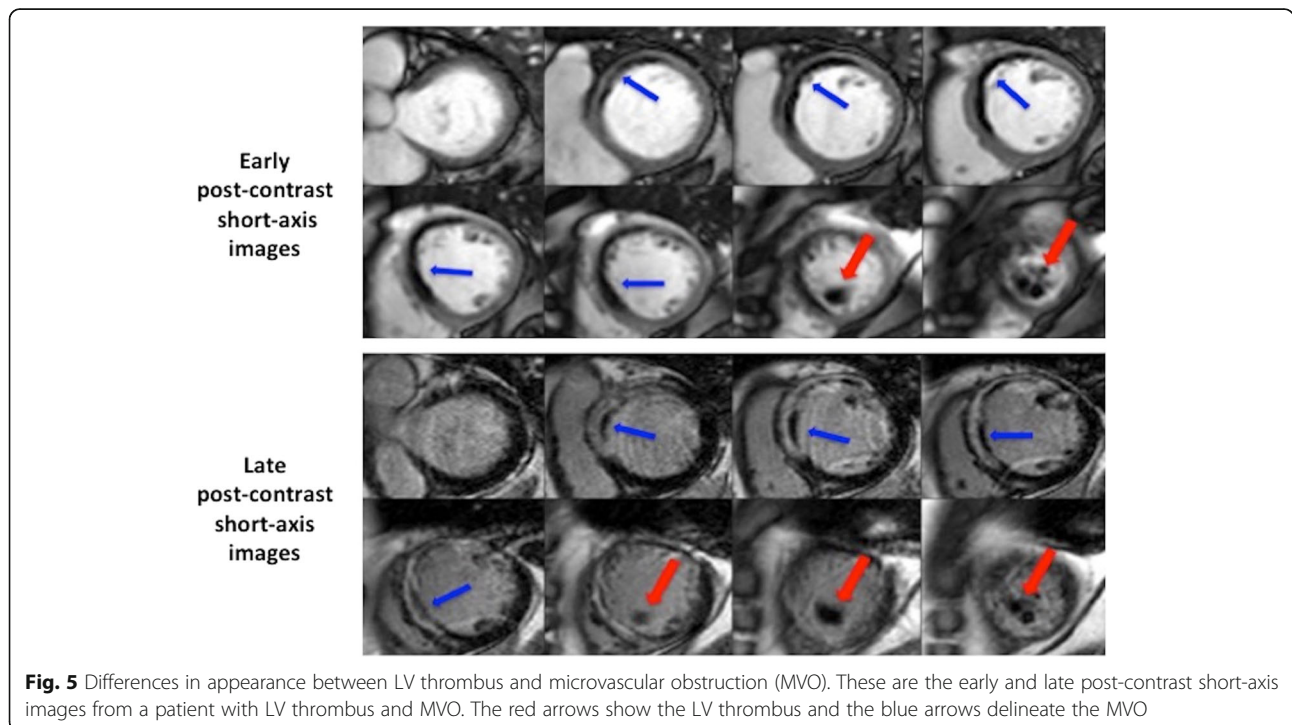 Early
post-contrast
short-axis
images
Late
post-contrast
short-axis
images
Fig. 5 Differences in appearance between LV thrombus and microvascular obstruction (MVO). These are the early and late post-contrast short-axis
images from a patient with LV thrombus and MVO. The red arrows show the LV thrombus and the blue arrows delineate the MVO